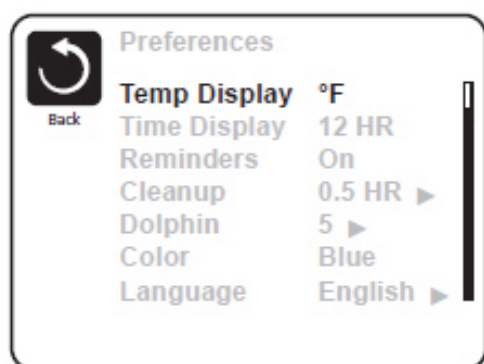 Preferences
Back
Temp Display °F
Time Display 12 HR
Reminders On
Cleanup 0.5 HR ▶
Dolphin 5 ▶
Color Blue
Language English ▶